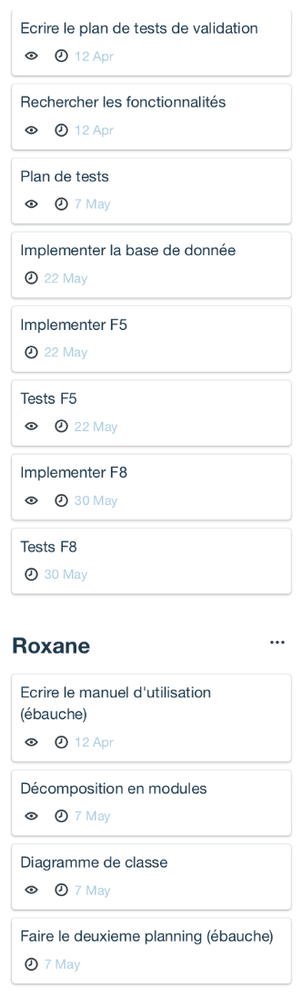 Ecrire le plan de tests de validation
12 Apr
Rechercher les fonctionnalités
12 Apr
Plan de tests
7 May
Implementer la base de donnée
22 May
Implementer F5
22 May
Tests F5
22 May
Implementer F8
30 May
Tests F8
30 May
Roxane
Ecrire le manuel d'utilisation
(ébauche)
12 Apr
Décomposition en modules
7 May
Diagramme de classe
7 May
Faire le deuxieme planning (ébauche)
7 May